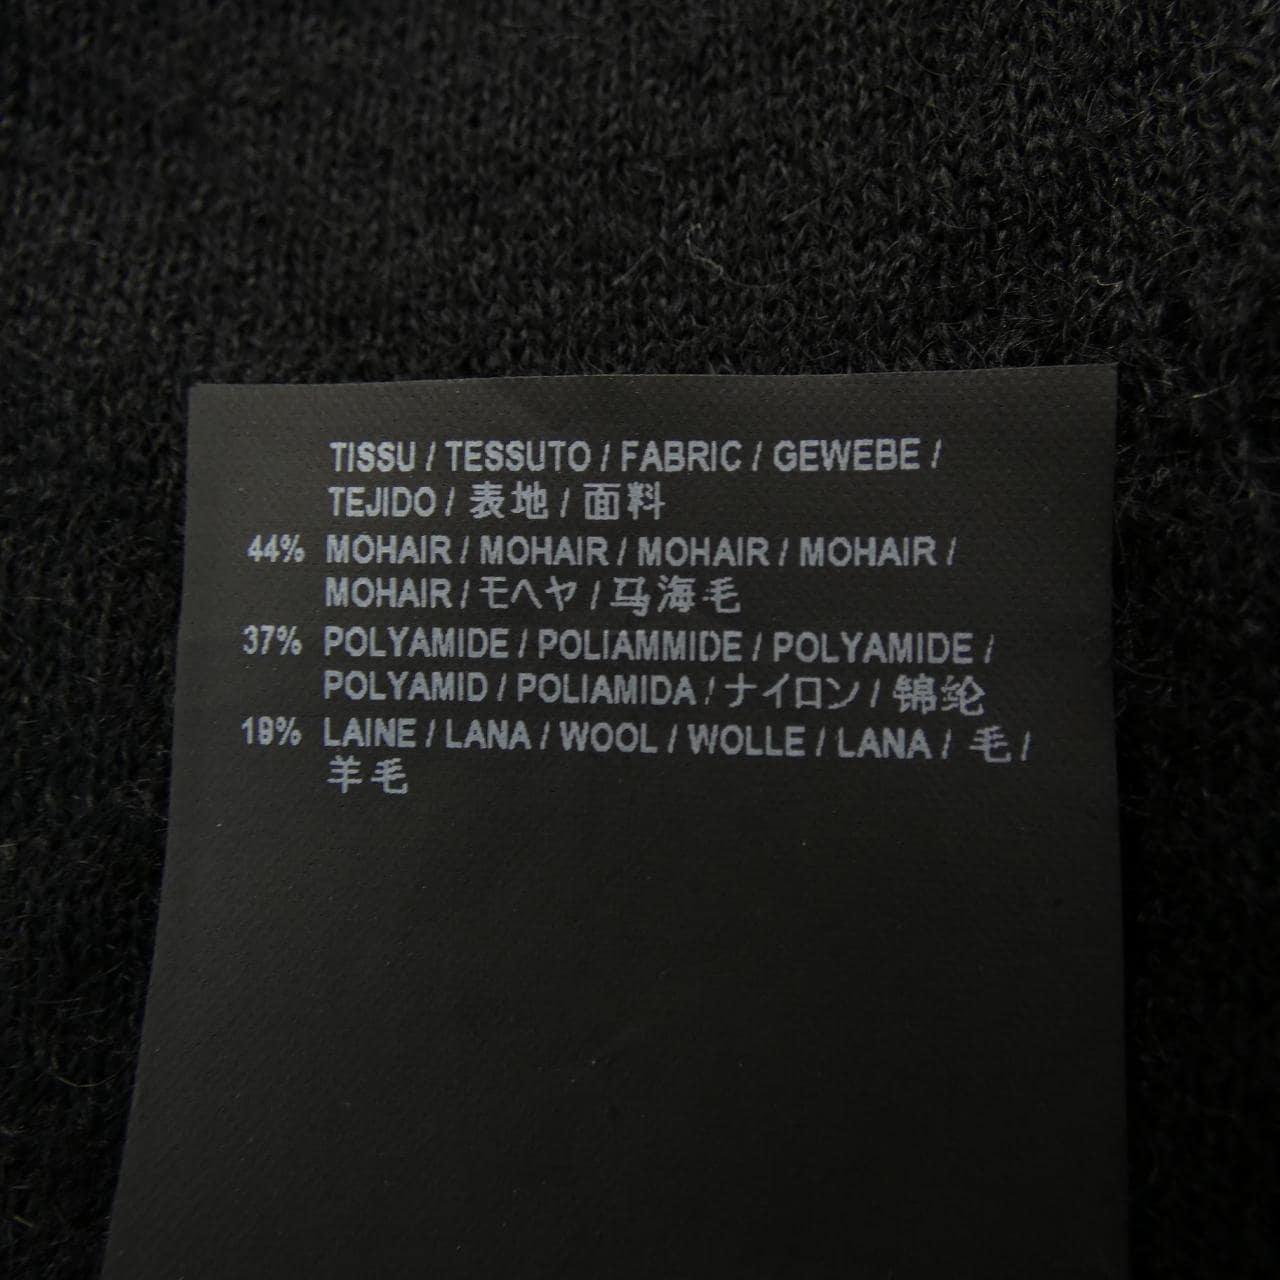 TISSU / TESSUTO / FABRIC / GEWEBE /
TEJIDO / 表地 / 面料
44% MOHAIR / MOHAIR / MOHAIR / MOHAIR /
MOHAIR / モヘヤ / 马海毛
37% POLYAMIDE / POLIAMMIDE / POLYAMIDE /
POLYAMID / POLIAMIDA / ナイロン / 锦纶
19% LAINE / LANA / WOOL / WOLLE / LANA / 毛 /
羊毛